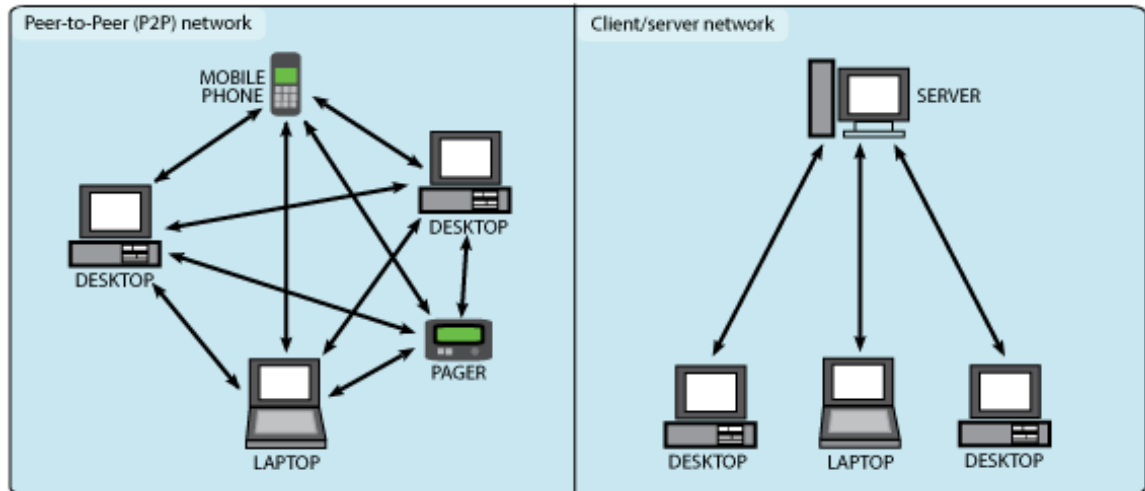 Peer-to-Peer (P2P) network
MOBILE
PHONE
DESKTOP
DESKTOP
PAGER
LAPTOP
Client/server network
SERVER
DESKTOP
LAPTOP
DESKTOP